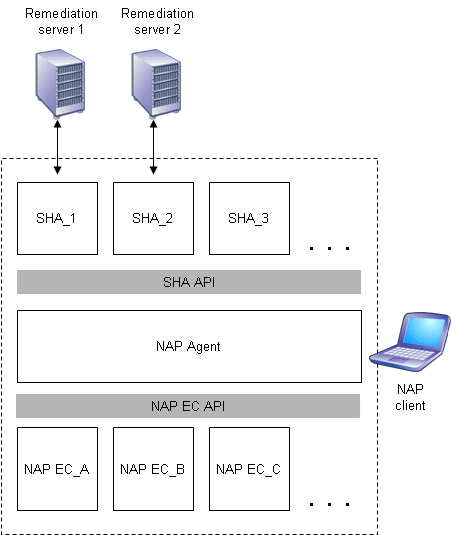 Remediation
server 1
Remediation
server 2
SHA_1
SHA_2
SHA_3
. . .
SHA API
NAP Agent
NAP
client
NAP EC API
NAP EC_A
NAP EC_B
NAP EC_C
. . .